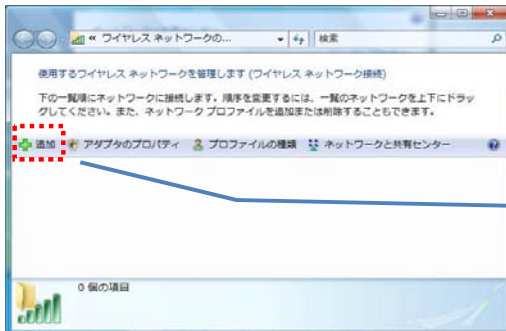 « ワイヤレス ネットワークの...
検索
使用するワイヤレス ネットワークを管理します (ワイヤレス ネットワーク接続)
下の一覧順にネットワークに接続します。順序を変更するには、一覧のネットワークを上下にドラッ
グしてください。また、ネットワーク プロファイルを追加または削除することもできます。
追加 アダプタのプロパティ プロファイルの種類 ネットワークと共有センター
0 個の項目